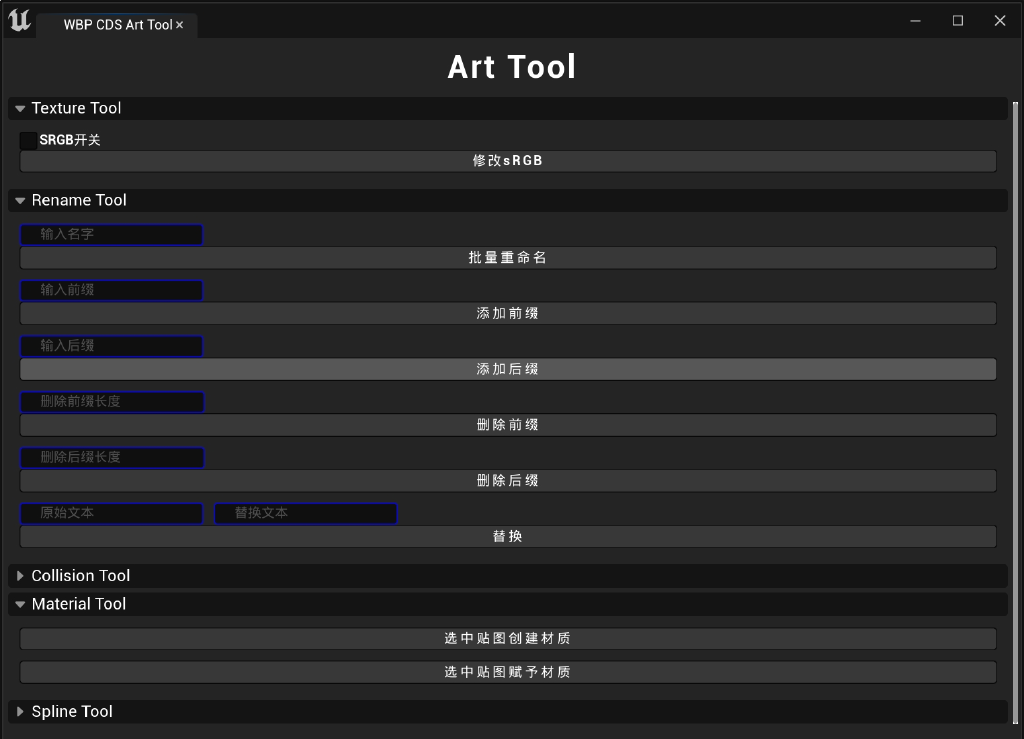 WBP CDS Art Tool
Art Tool
Texture Tool
SRGB开关
修改sRGB
Rename Tool
输入名字
批量重命名
输入前缀
添加前缀
输入后缀
添加后缀
删除前缀长度
删除前缀
删除后缀长度
删除后缀
原始文本 替换文本
替换
Collision Tool
Material Tool
选中贴图创建材质
选中贴图赋予材质
Spline Tool